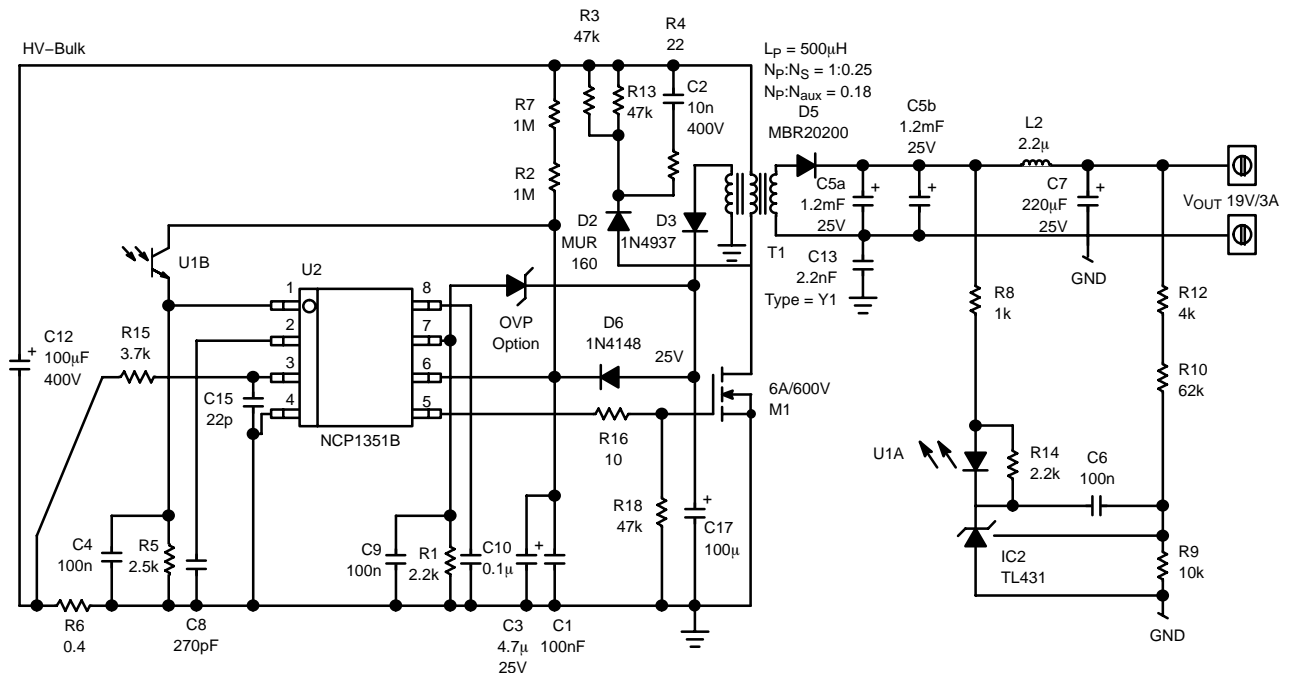 HV−Bulk
R3
47k
R4
22
R13
47k
C2
10n
400V
R7
1M
R2
1M
LP = 500μH
NP:NS = 1:0.25
NP:Naux = 0.18
D5
MBR20200
C5b
1.2mF
25V
L2
2.2μ
C5a
1.2mF
25V
C7
220μF
25V
VOUT 19V/3A
GND
D2
MUR
160
1N4937
D3
T1
C13
2.2nF
Type = Y1
U1B
U2
1
2
3
4
8
7
6
5
NCP1351B
OVP
Option
D6
1N4148
25V
R8
1k
R12
4k
R10
62k
C12
100μF
400V
R15
3.7k
C15
22p
R16
10
6A/600V
M1
U1A
R14
2.2k
C6
100n
R18
47k
C17
100μ
IC2
TL431
R9
10k
GND
C4
100n
R5
2.5k
C9
100n
R1
2.2k
C10
0.1μ
R6
0.4
C8
270pF
C3
4.7μ
25V
C1
100nF